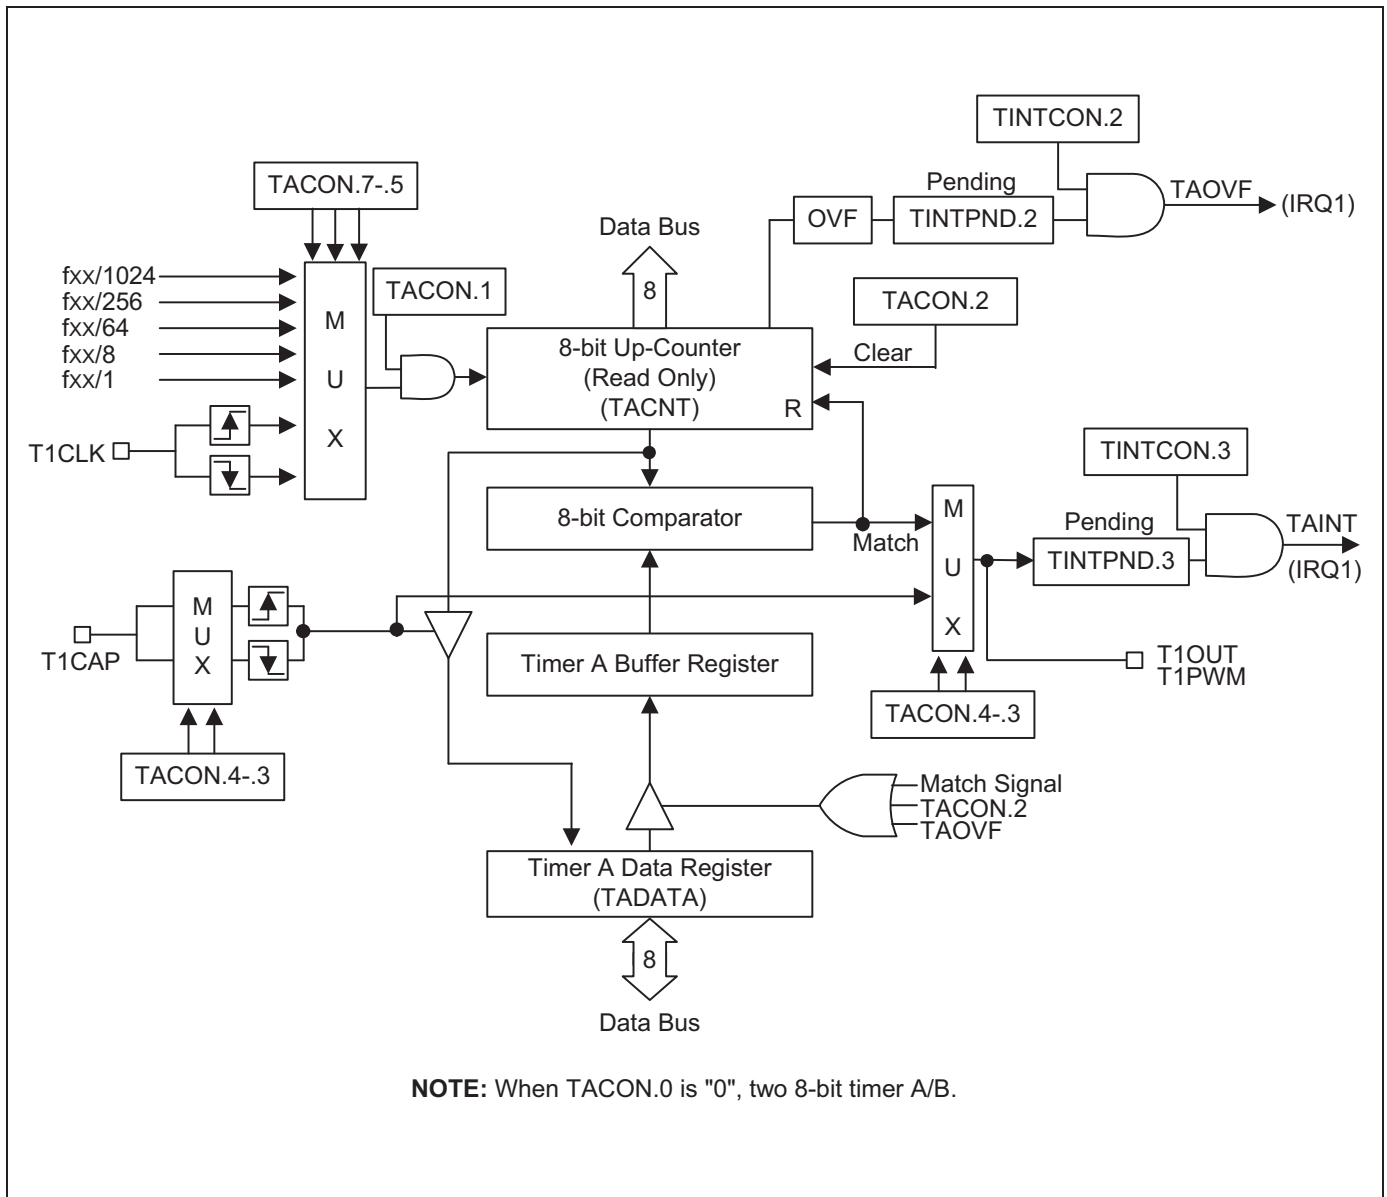 TINTCON.2
TACON.7-.5
Pending
TAOVF
(IRQ1)
OVF
TINTPND.2
Data Bus
8
fxx/1024
fxx/256
fxx/64
fxx/8
fxx/1
M
U
X
TACON.1
TACON.2
8-bit Up-Counter
(Read Only)
(TACNT)
R
Clear
T1CLK
TINTCON.3
8-bit Comparator
Match
M
U
X
Pending
TINTPND.3
TAINT
(IRQ1)
T1CAP
M
U
X
Timer A Buffer Register
T1OUT
T1PWM
TACON.4-.3
TACON.4-.3
Match Signal
TACON.2
TAOVF
Timer A Data Register
(TADATA)
8
Data Bus
NOTE: When TACON.0 is "0", two 8-bit timer A/B.